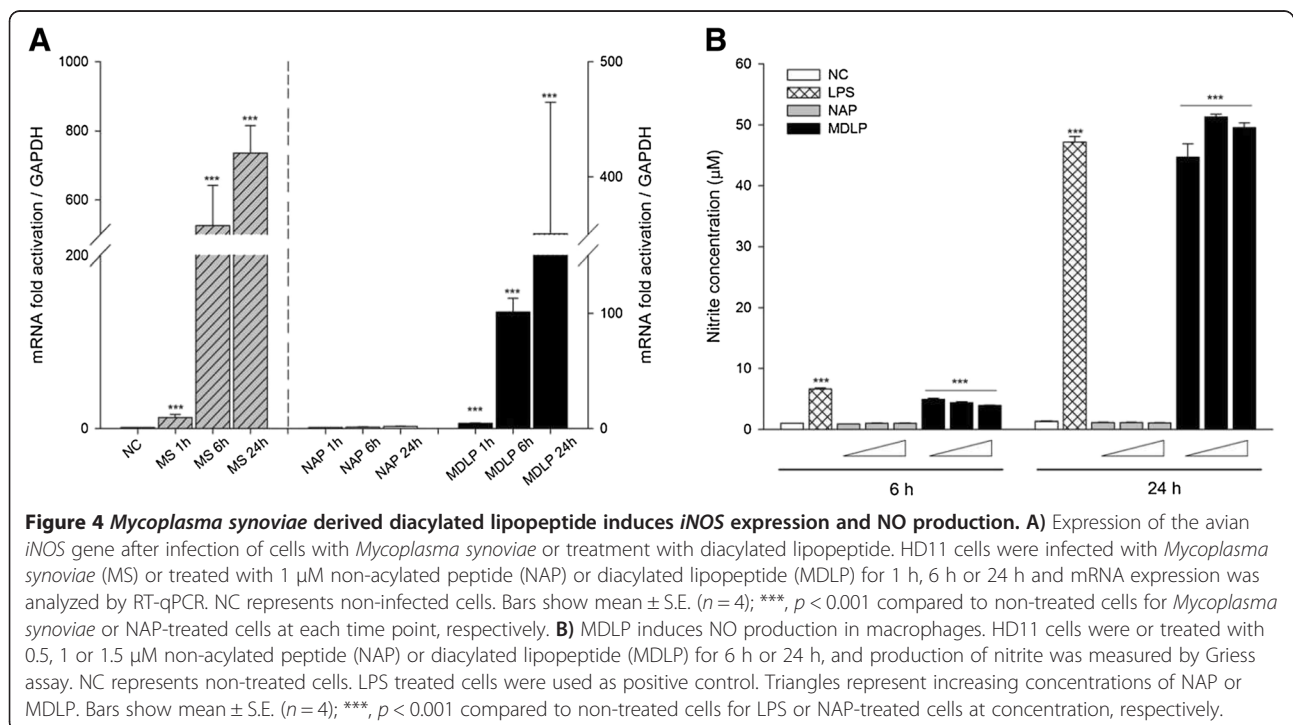 A
B
1000
800
600
200
0
mRNA fold activation / GAPDH
***
***
***
***
***
***
500
400
100
0
mRNA fold activation / GAPDH
NC
MS 1h
MS 6h
MS 24h
NAP 1h
NAP 6h
NAP 24h
MDLP 1h
MDLP 6h
MDLP 24h
60
50
40
30
20
10
0
Nitrite concentration (µM)
NC
LPS
NAP
MDLP
***
***
***
***
6 h
24 h
Figure 4 Mycoplasma synoviae derived diacylated lipopeptide induces iNOS expression and NO production. A) Expression of the avian
iNOS gene after infection of cells with Mycoplasma synoviae or treatment with diacylated lipopeptide. HD11 cells were infected with Mycoplasma
synoviae (MS) or treated with 1 µM non-acylated peptide (NAP) or diacylated lipopeptide (MDLP) for 1 h, 6 h or 24 h and mRNA expression was
analyzed by RT-qPCR. NC represents non-infected cells. Bars show mean ± S.E. (n = 4); ***, p < 0.001 compared to non-treated cells for Mycoplasma
synoviae or NAP-treated cells at each time point, respectively. B) MDLP induces NO production in macrophages. HD11 cells were or treated with
0.5, 1 or 1.5 µM non-acylated peptide (NAP) or diacylated lipopeptide (MDLP) for 6 h or 24 h, and production of nitrite was measured by Griess
assay. NC represents non-treated cells. LPS treated cells were used as positive control. Triangles represent increasing concentrations of NAP or
MDLP. Bars show mean ± S.E. (n = 4); ***, p < 0.001 compared to non-treated cells for LPS or NAP-treated cells at concentration, respectively.